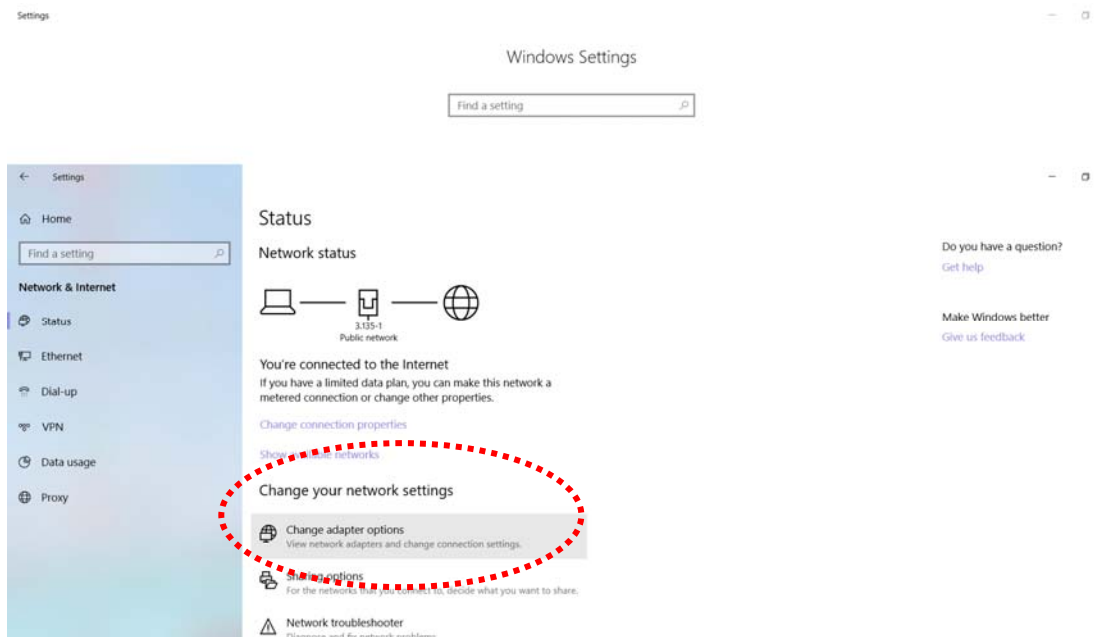 Settings
Windows Settings
Find a setting
Settings
Home
Find a setting
Network & Internet
Status
Ethernet
Dial-up
VPN
Data usage
Proxy
Status
Network status
3.135-1
Public network
You're connected to the Internet
If you have a limited data plan, you can make this network a
metered connection or change other properties.
Change connection properties
Show available networks
Change your network settings
Change adapter options
View network adapters and change connection settings.
Sharing options
For the networks that you connect to, decide what you want to share.
Network troubleshooter
Diagnose and fix network problems.
Do you have a question?
Get help
Make Windows better
Give us feedback